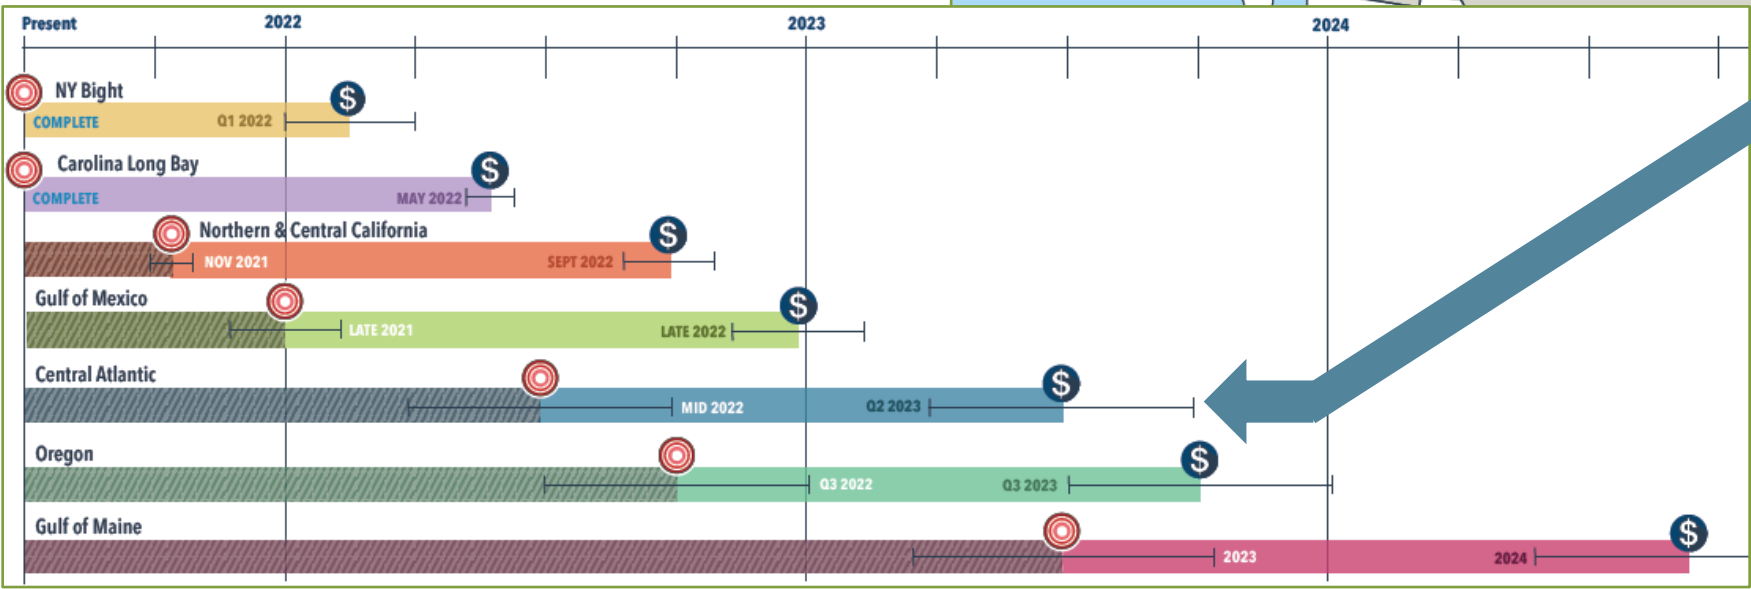 Present 2022 2023 2024
NY Bight
$
COMPLETE Q1 2022
Carolina Long Bay
$
COMPLETE MAY 2022
Northern & Central California
$
NOV 2021 SEPT 2022
Gulf of Mexico
$
LATE 2021 LATE 2022
Central Atlantic
$
MID 2022 Q2 2023
Oregon
$
Q3 2022 Q3 2023
Gulf of Maine
$
2023 2024